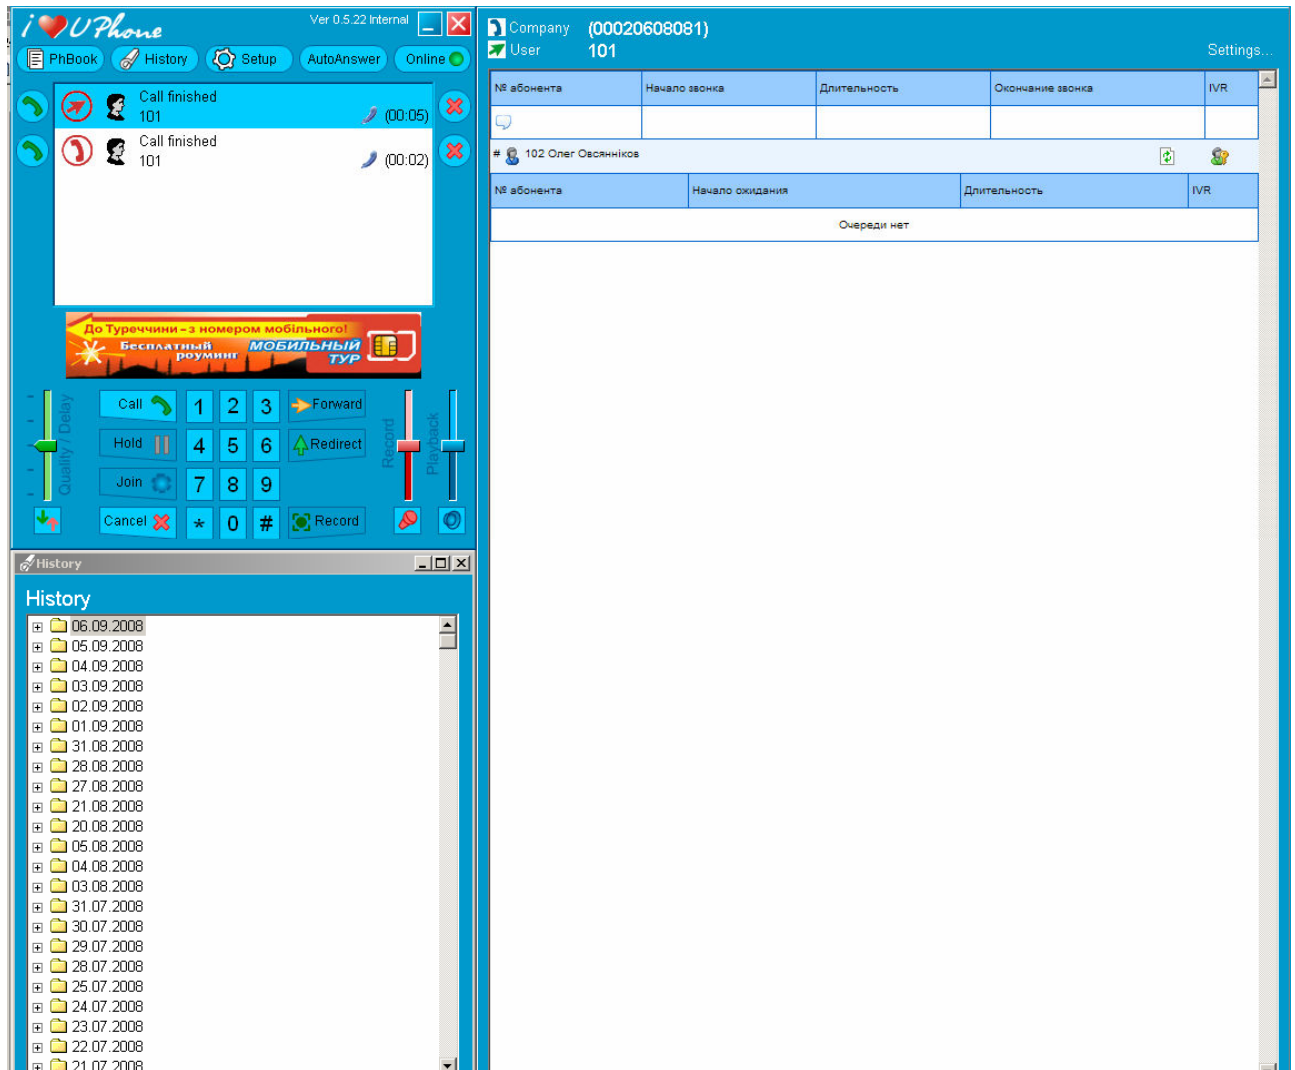 i ❤ U Phone
Ver 0.5.22 Internal
PhBook History Setup AutoAnswer Online
Call finished
101 (00:05)
Call finished
101 (00:02)
До Туреччини – з номером мобільного!
Бесплатный роуминг
МОБИЛЬНЫЙ ТУР
Quality / Delay
Call 1 2 3 Forward
Hold 4 5 6 Redirect
Join 7 8 9
Cancel * 0 # Record
Record
Playback
History
History
06.09.2008
05.09.2008
04.09.2008
03.09.2008
02.09.2008
01.09.2008
31.08.2008
28.08.2008
27.08.2008
21.08.2008
20.08.2008
05.08.2008
04.08.2008
03.08.2008
31.07.2008
30.07.2008
29.07.2008
28.07.2008
25.07.2008
24.07.2008
23.07.2008
22.07.2008
21.07.2008
Company (00020608081)
User 101
Settings...
№ абонента Начало звонка Длительность Окончание звонка IVR
# 102 Олег Овсянніков
№ абонента Начало ожидания Длительность IVR
Очереди нет